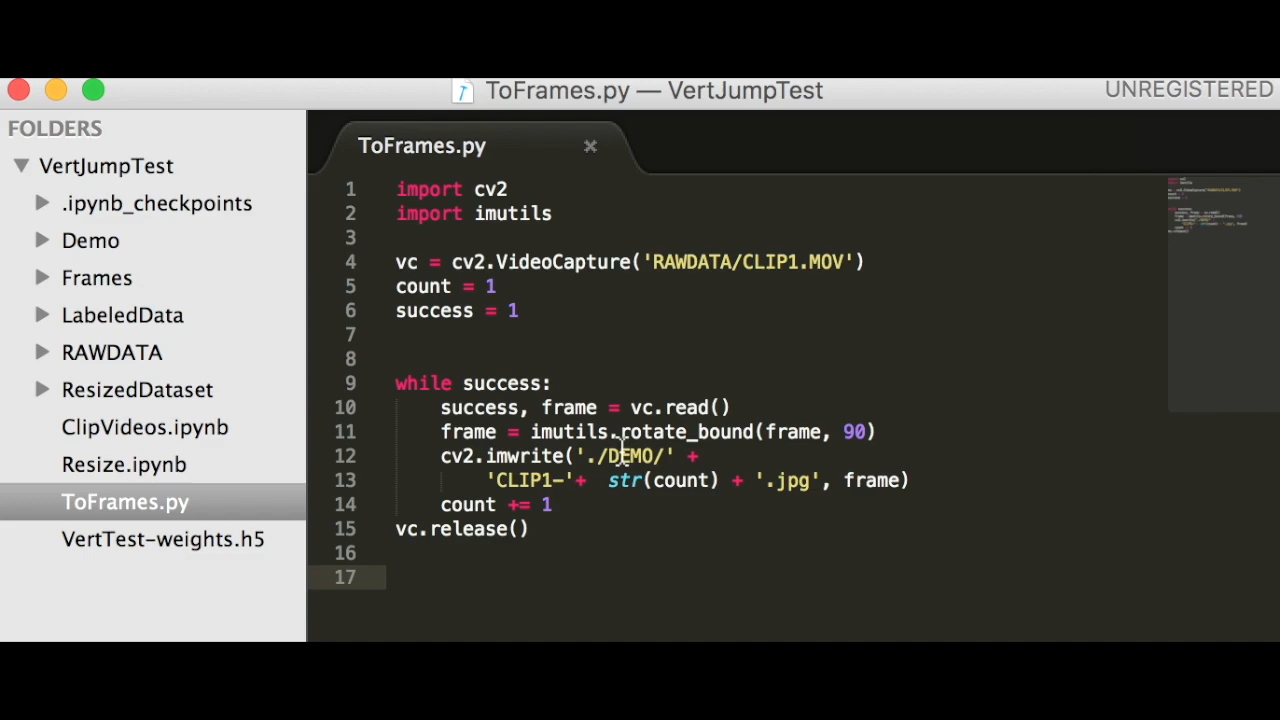 ToFrames.py — VertJumpTest
UNREGISTERED
FOLDERS
VertJumpTest
.ipynb_checkpoints
Demo
Frames
LabeledData
RAWDATA
ResizedDataset
ClipVideos.ipynb
Resize.ipynb
ToFrames.py
VertTest-weights.h5
ToFrames.py
1 import cv2
2 import imutils
3
4 vc = cv2.VideoCapture('RAWDATA/CLIP1.MOV')
5 count = 1
6 success = 1
7
8
9 while success:
10     success, frame = vc.read()
11     frame = imutils.rotate_bound(frame, 90)
12     cv2.imwrite('./DEMO/' +
13         'CLIP1-'+  str(count) + '.jpg', frame)
14     count += 1
15 vc.release()
16
17